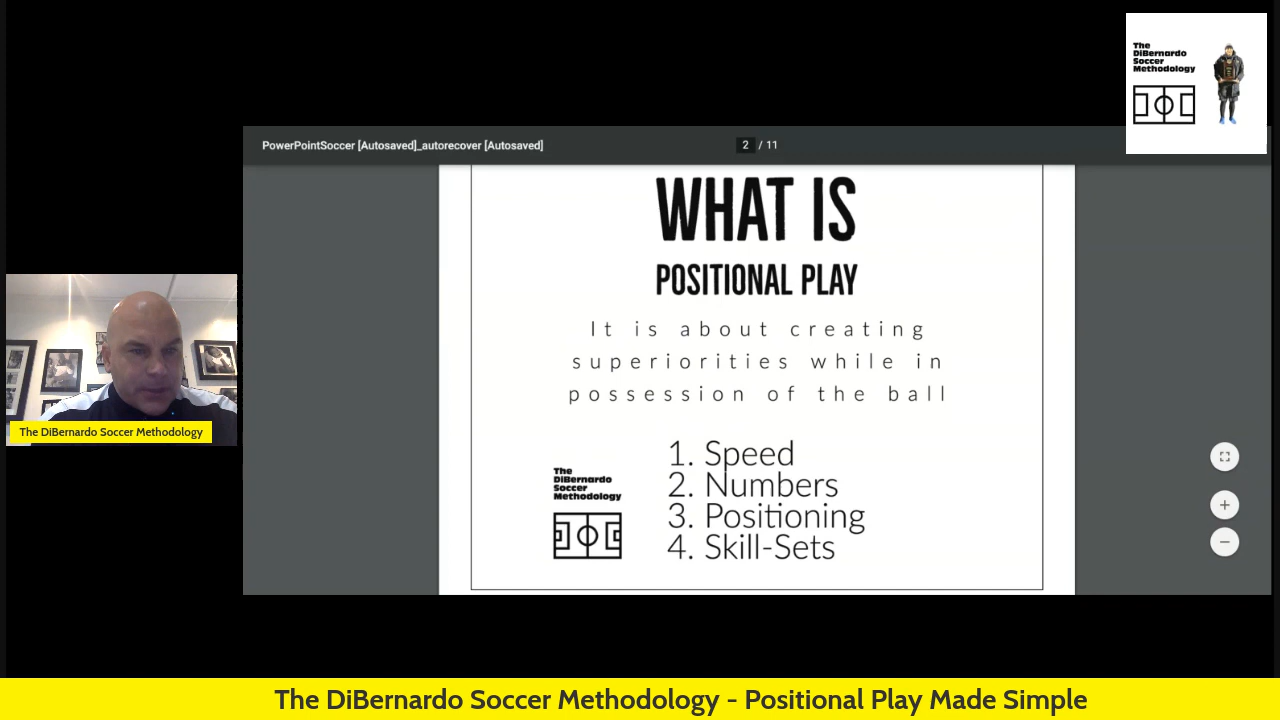 The
DiBernardo
Soccer
Methodology
PowerPointSoccer [Autosaved]_autorecover [Autosaved]
2 / 11
WHAT IS
POSITIONAL PLAY
It is about creating
superiorities while in
possession of the ball
1. Speed
2. Numbers
3. Positioning
4. Skill-Sets
The
DiBernardo
Soccer
Methodology
The DiBernardo Soccer Methodology
The DiBernardo Soccer Methodology - Positional Play Made Simple